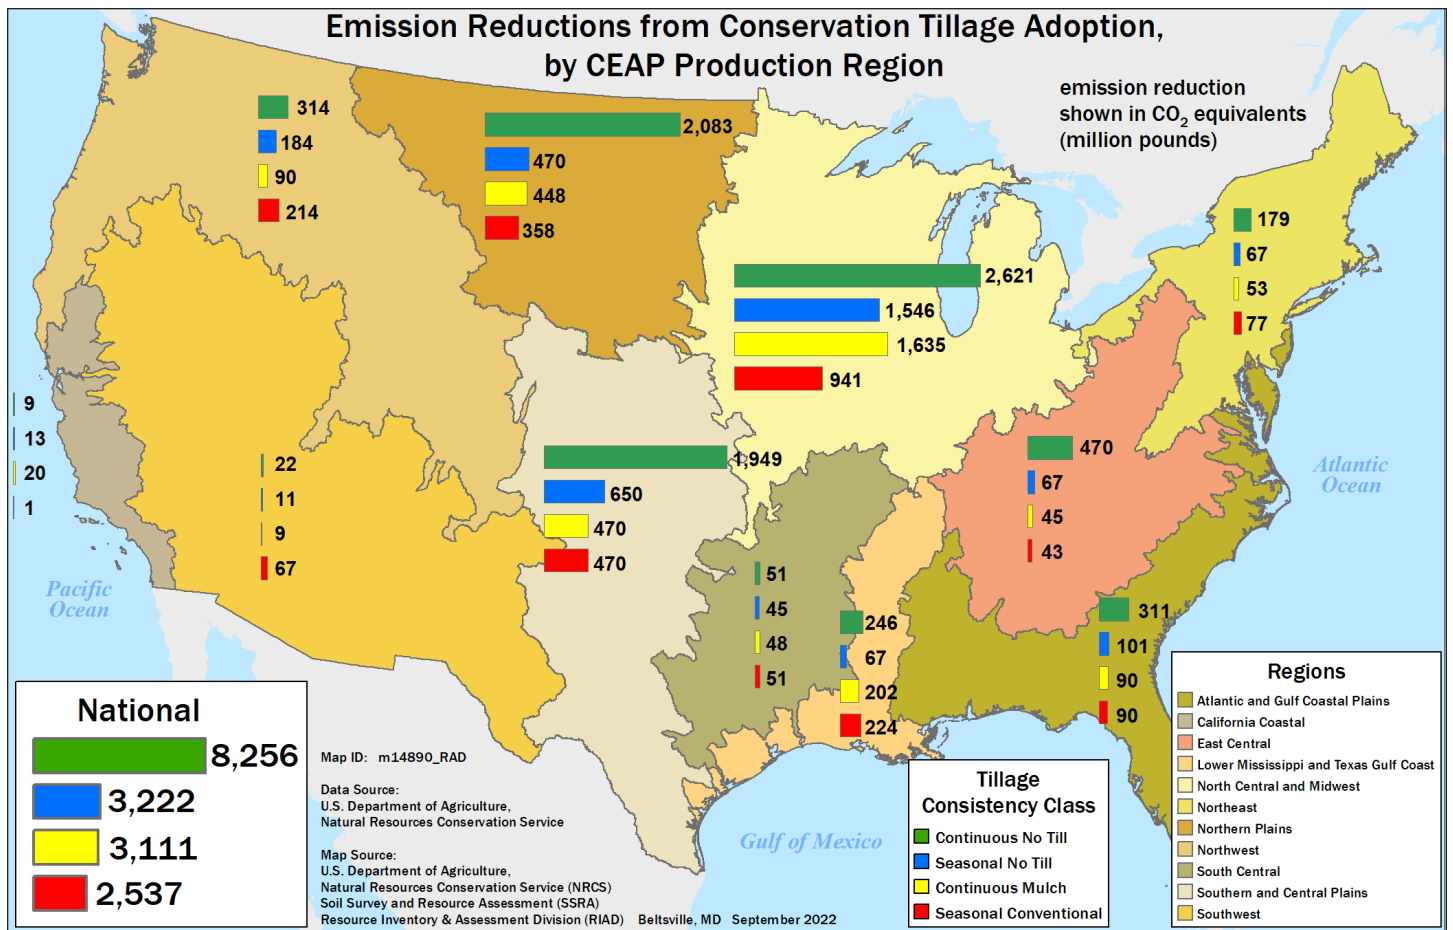 Emission Reductions from Conservation Tillage Adoption,
by CEAP Production Region
emission reduction
shown in CO₂ equivalents
(million pounds)
314
184
90
214
2,083
470
448
358
2,621
1,546
1,635
941
179
67
53
77
9
13
20
1
22
11
9
67
1,949
650
470
470
470
67
45
43
51
45
48
51
246
67
202
224
311
101
90
90
Pacific
Ocean
Atlantic
Ocean
Gulf of Mexico
National
8,256
3,222
3,111
2,537
Map ID: m14890_RAD
Data Source:
U.S. Department of Agriculture,
Natural Resources Conservation Service
Map Source:
U.S. Department of Agriculture,
Natural Resources Conservation Service (NRCS)
Soil Survey and Resource Assessment (SSRA)
Resource Inventory & Assessment Division (RIAD) Beltsville, MD September 2022
Tillage
Consistency Class
Continuous No Till
Seasonal No Till
Continuous Mulch
Seasonal Conventional
Regions
Atlantic and Gulf Coastal Plains
California Coastal
East Central
Lower Mississippi and Texas Gulf Coast
North Central and Midwest
Northeast
Northern Plains
Northwest
South Central
Southern and Central Plains
Southwest